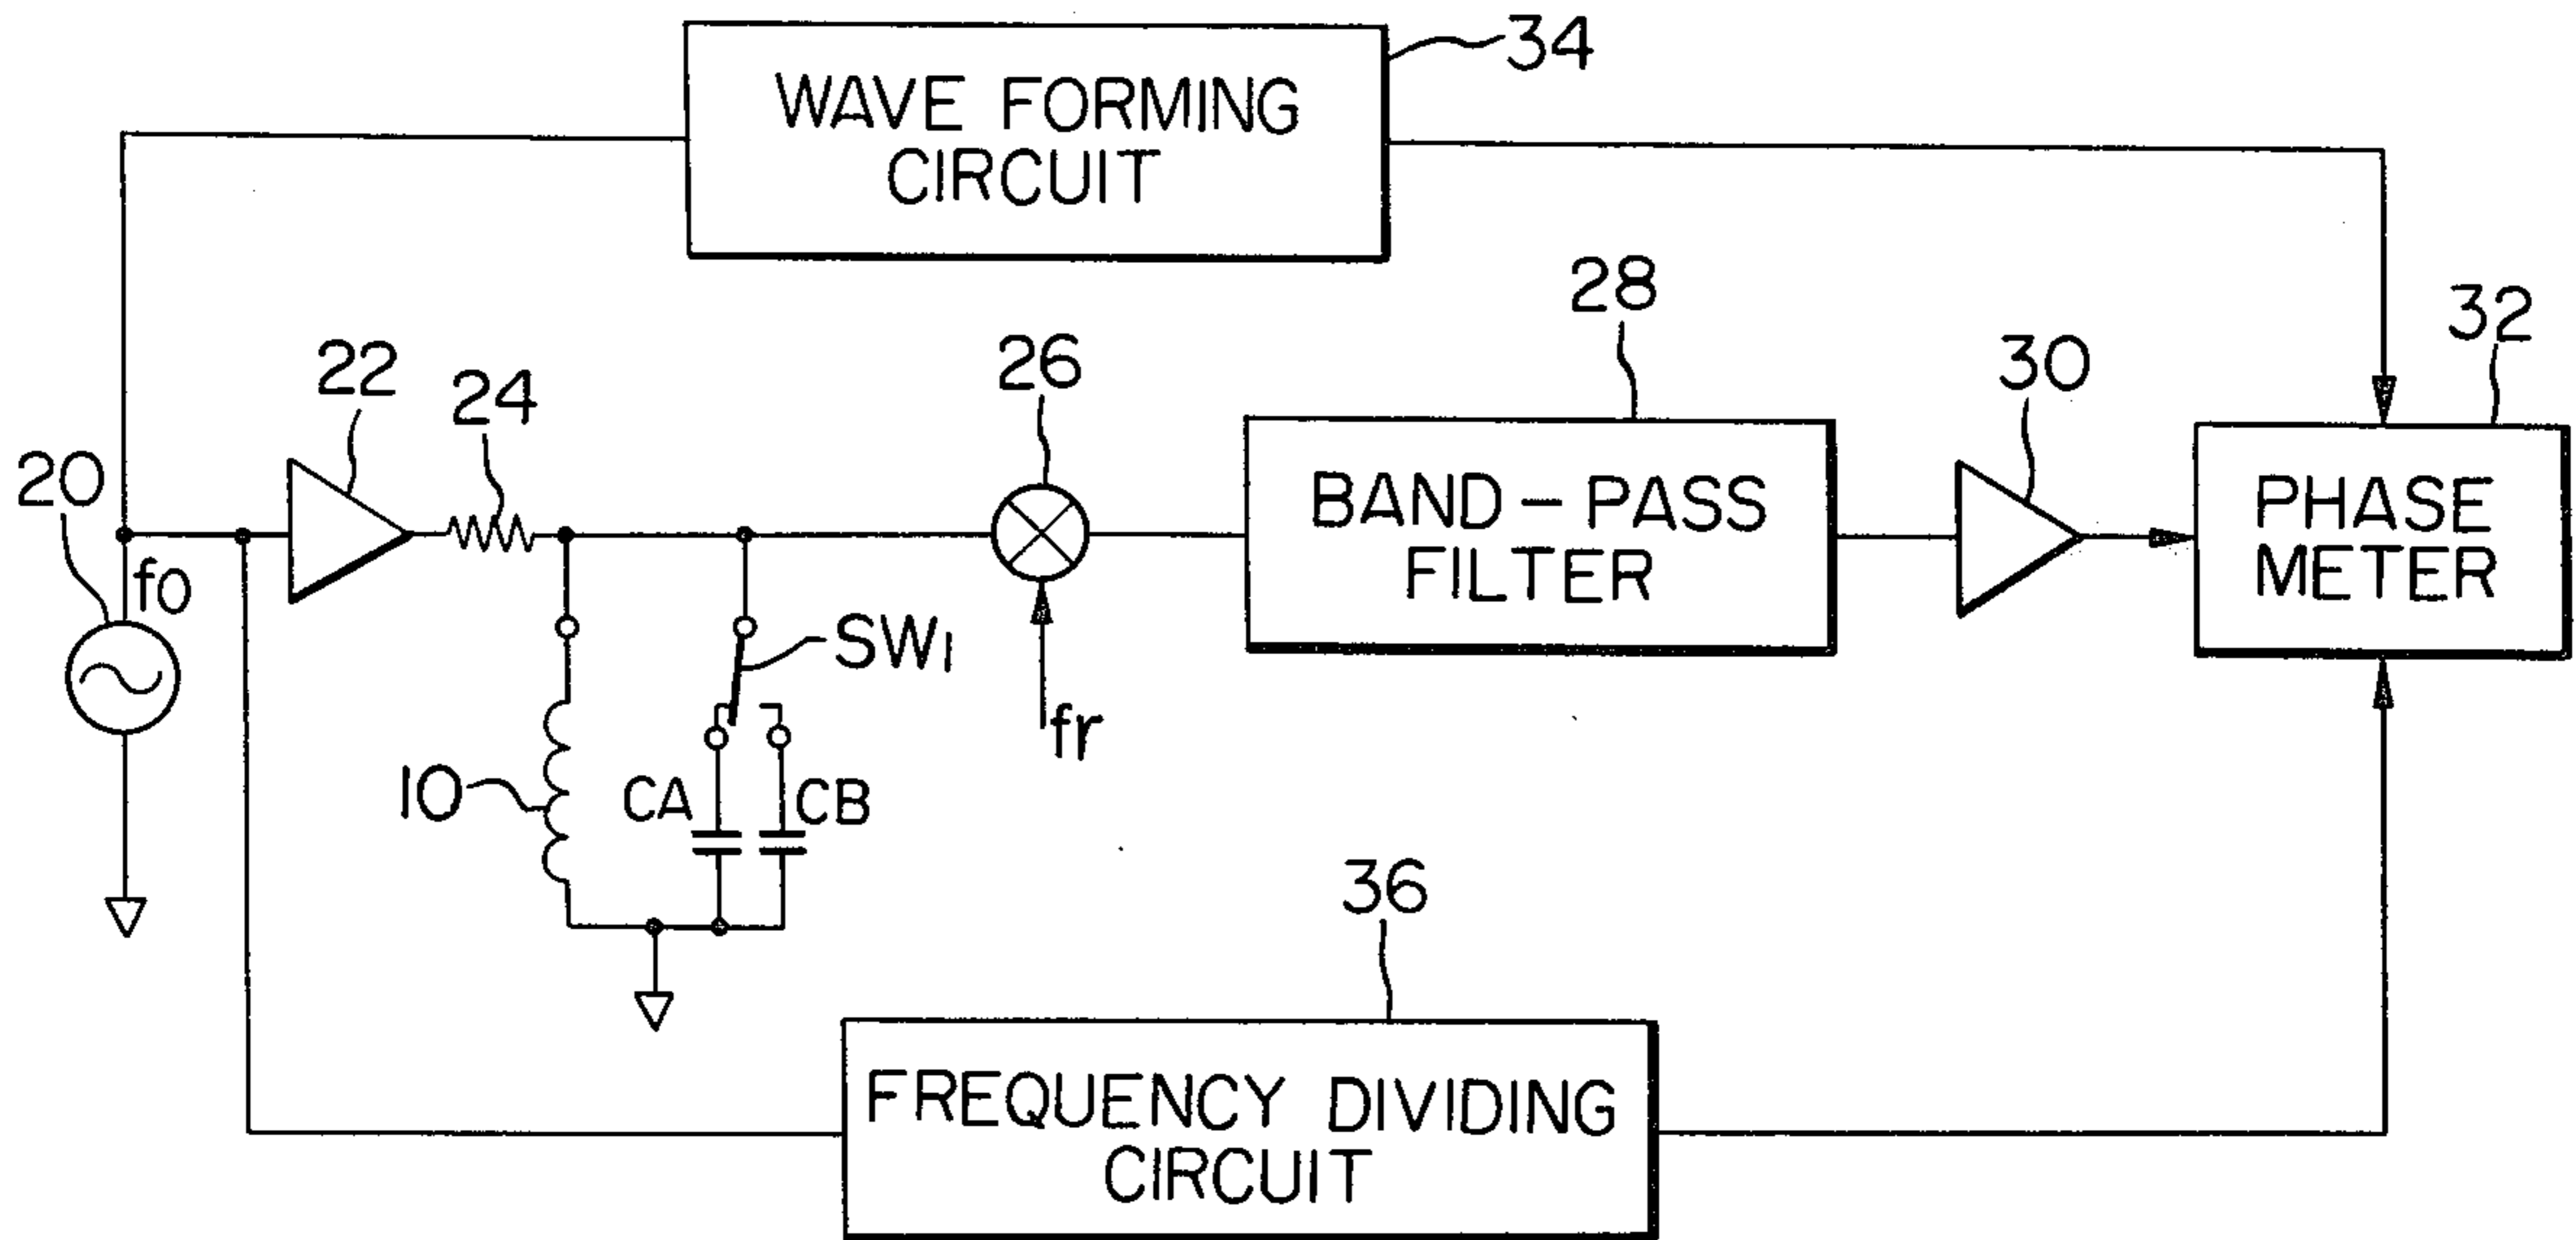 34
WAVE FORMING
CIRCUIT
28
32
22
24
26
30
20
f0
BAND-PASS
FILTER
PHASE
METER
SW1
fr
10
CA
CB
36
FREQUENCY DIVIDING
CIRCUIT